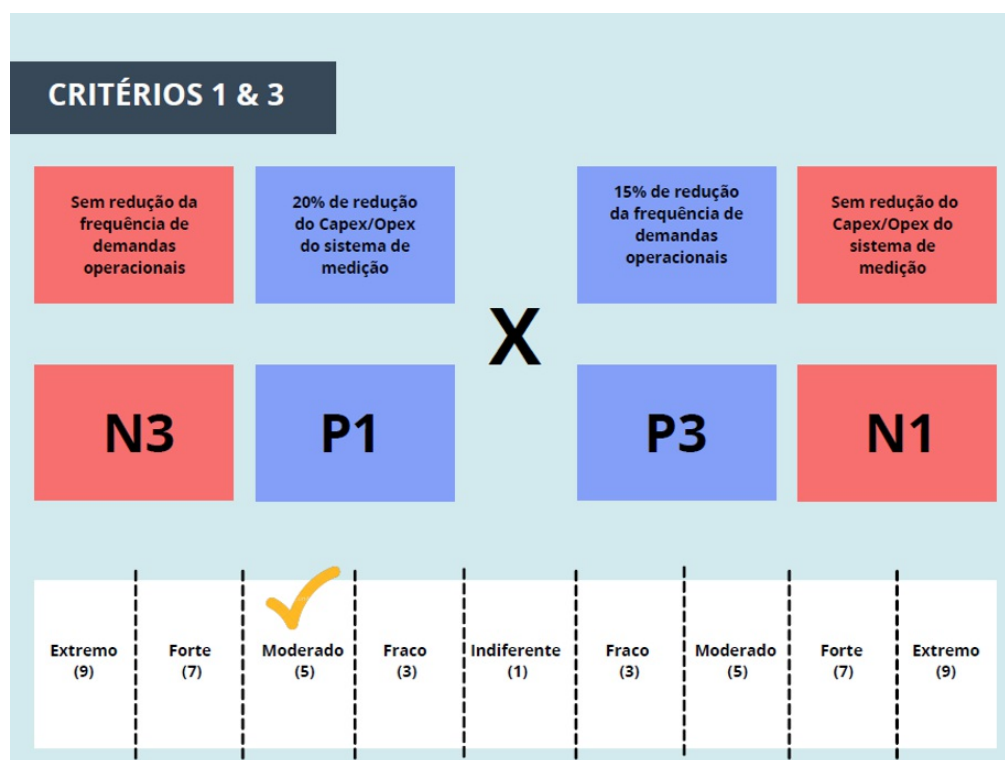 CRITÉRIOS 1 & 3
Sem redução da
frequência de
demandas
operacionais
20% de redução
do Capex/Opex
do sistema de
medição
15% de redução
da frequência de
demandas
operacionais
Sem redução do
Capex/Opex do
sistema de
medição
X
N3
P1
P3
N1
Extremo
(9)
Forte
(7)
Moderado
(5)
Fraco
(3)
Indiferente
(1)
Fraco
(3)
Moderado
(5)
Forte
(7)
Extremo
(9)